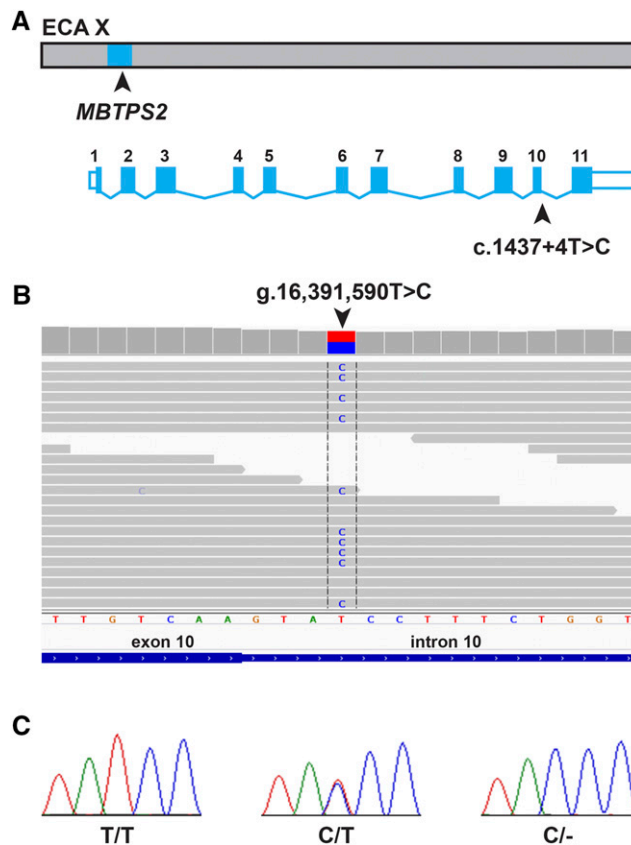 A
ECA X
MBTPS2
1 2 3 4 5 6 7 8 9 10 11
c.1437+4T>C
B
g.16,391,590T>C
C
C
C
C
C C
C
C
C
C
C
T T G T C A A G T A T C C T T T C T G G T
exon 10 intron 10
C
T/T C/T C/-